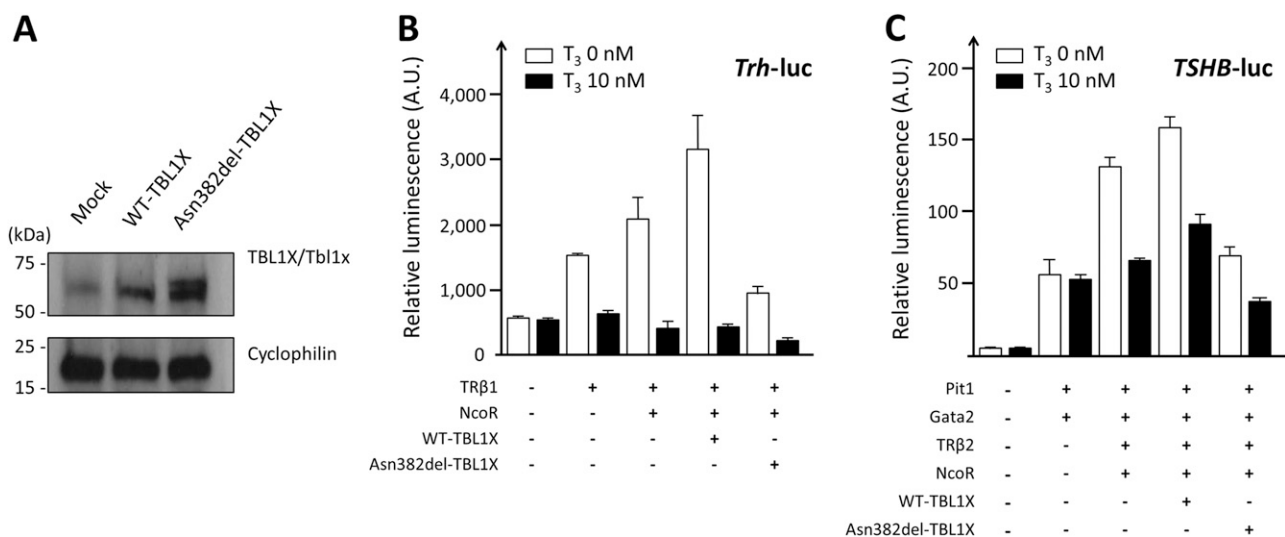 A
Mock
WT-TBL1X
Asn382del-TBL1X
(kDa)
75 -
50 -
TBL1X/Tbl1x
25 -
15 -
Cyclophilin
B
T3 0 nM
T3 10 nM
Trh-luc
Relative luminescence (A.U.)
4,000
3,000
2,000
1,000
0
TRβ1 - + + + +
NcoR - - + + +
WT-TBL1X - - - + -
Asn382del-TBL1X - - - - +
C
T3 0 nM
T3 10 nM
TSHB-luc
Relative luminescence (A.U.)
200
150
100
50
Pit1 - + + + +
Gata2 - + + + +
TRβ2 - - + + +
NcoR - - + + +
WT-TBL1X - - - + -
Asn382del-TBL1X - - - - +